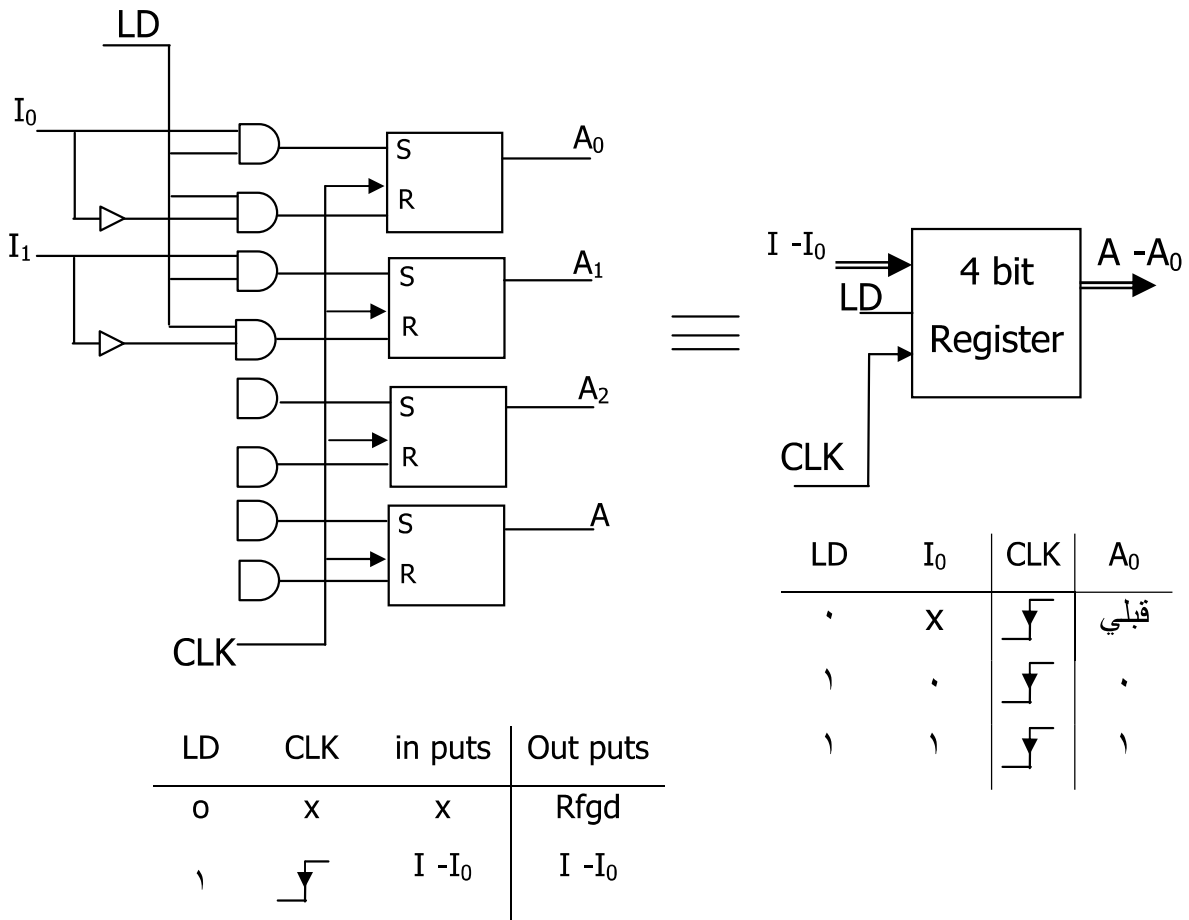 LD
I₀
S
R
A₀
I₁
S
R
A₁
S
R
A₂
S
R
A
CLK
I -I₀
LD
CLK
4 bit
Register
A -A₀
LD I₀ CLK A₀
٠ x قبلي
١ ٠ ٠
١ ١ ١
LD CLK in puts Out puts
o x x Rfgd
١ I -I₀ I -I₀